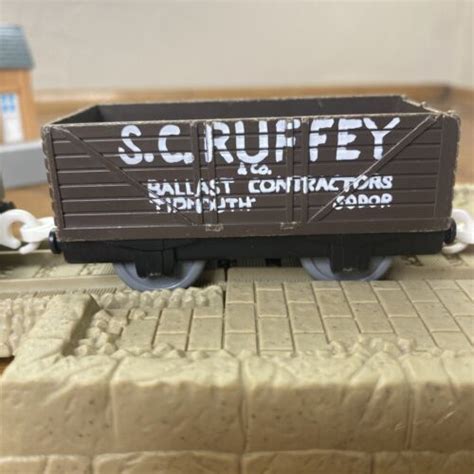 S.C.RUFFEY
& Co.
BALLAST CONTRACTORS
TIDMOUTH SODOR